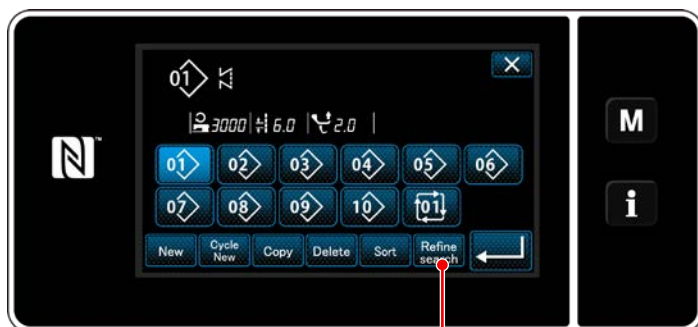 01
3000 6.0 2.0
01 02 03 04 05 06
07 08 09 10 01
New Cycle New Copy Delete Sort Refine search
N
X
M
i